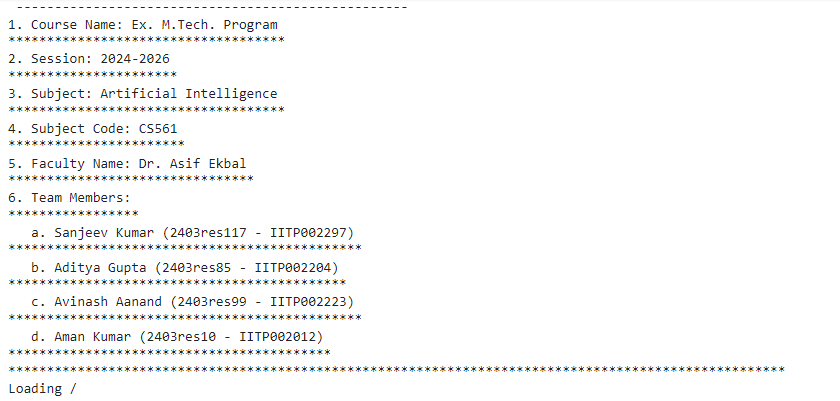 ---------------------------------------------------
1. Course Name: Ex. M.Tech. Program
************************************
2. Session: 2024-2026
**********************
3. Subject: Artificial Intelligence
************************************
4. Subject Code: CS561
***********************
5. Faculty Name: Dr. Asif Ekbal
********************************
6. Team Members:
*****************
a. Sanjeev Kumar (2403res117 - IITP002297)
**********************************************
b. Aditya Gupta (2403res85 - IITP002204)
********************************************
c. Avinash Aanand (2403res99 - IITP002223)
**********************************************
d. Aman Kumar (2403res10 - IITP002012)
******************************************
*****************************************************************************************************
Loading /